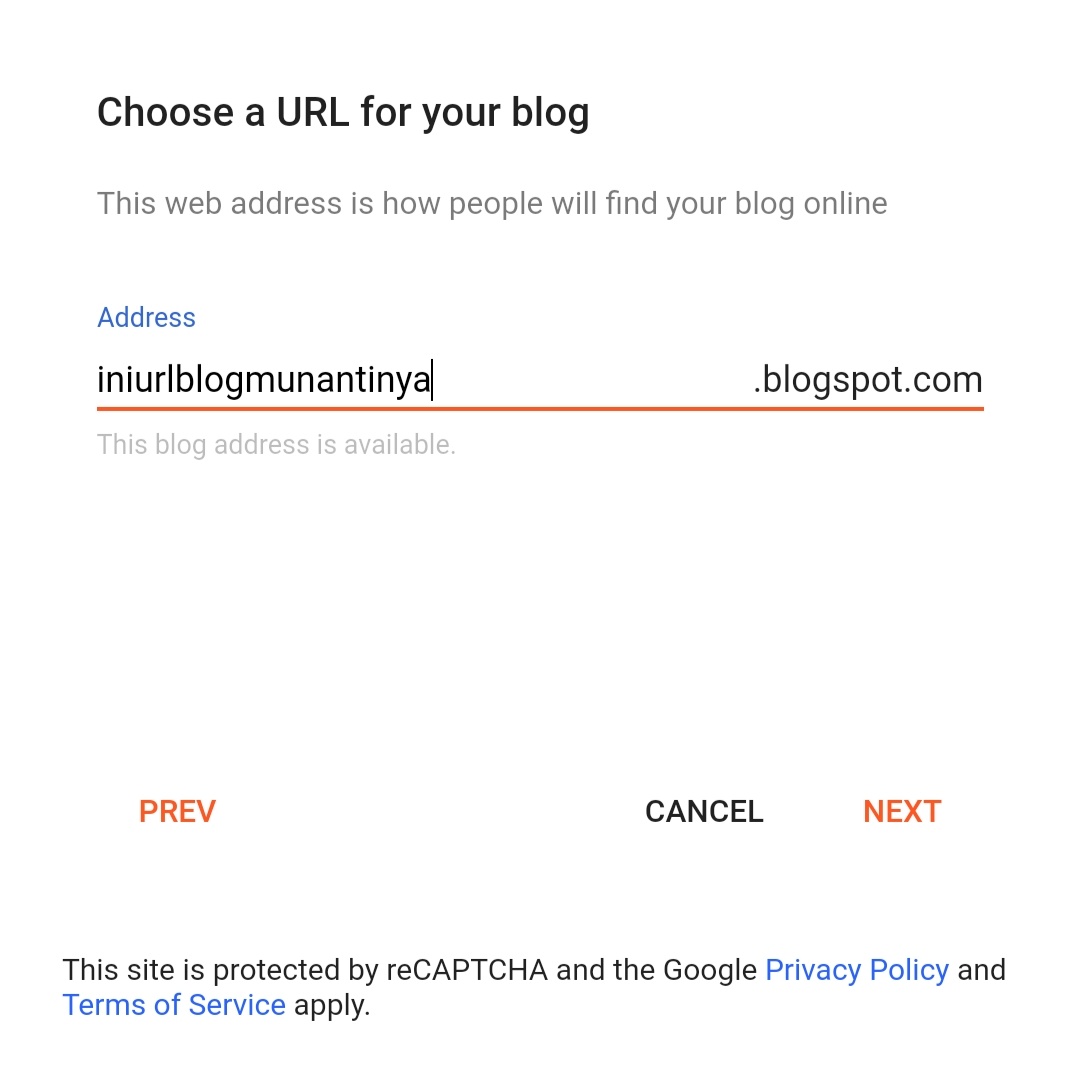 Choose a URL for your blog
This web address is how people will find your blog online
Address
iniurlblogmunantinya .blogspot.com
This blog address is available.
PREV CANCEL NEXT
This site is protected by reCAPTCHA and the Google Privacy Policy and
Terms of Service apply.